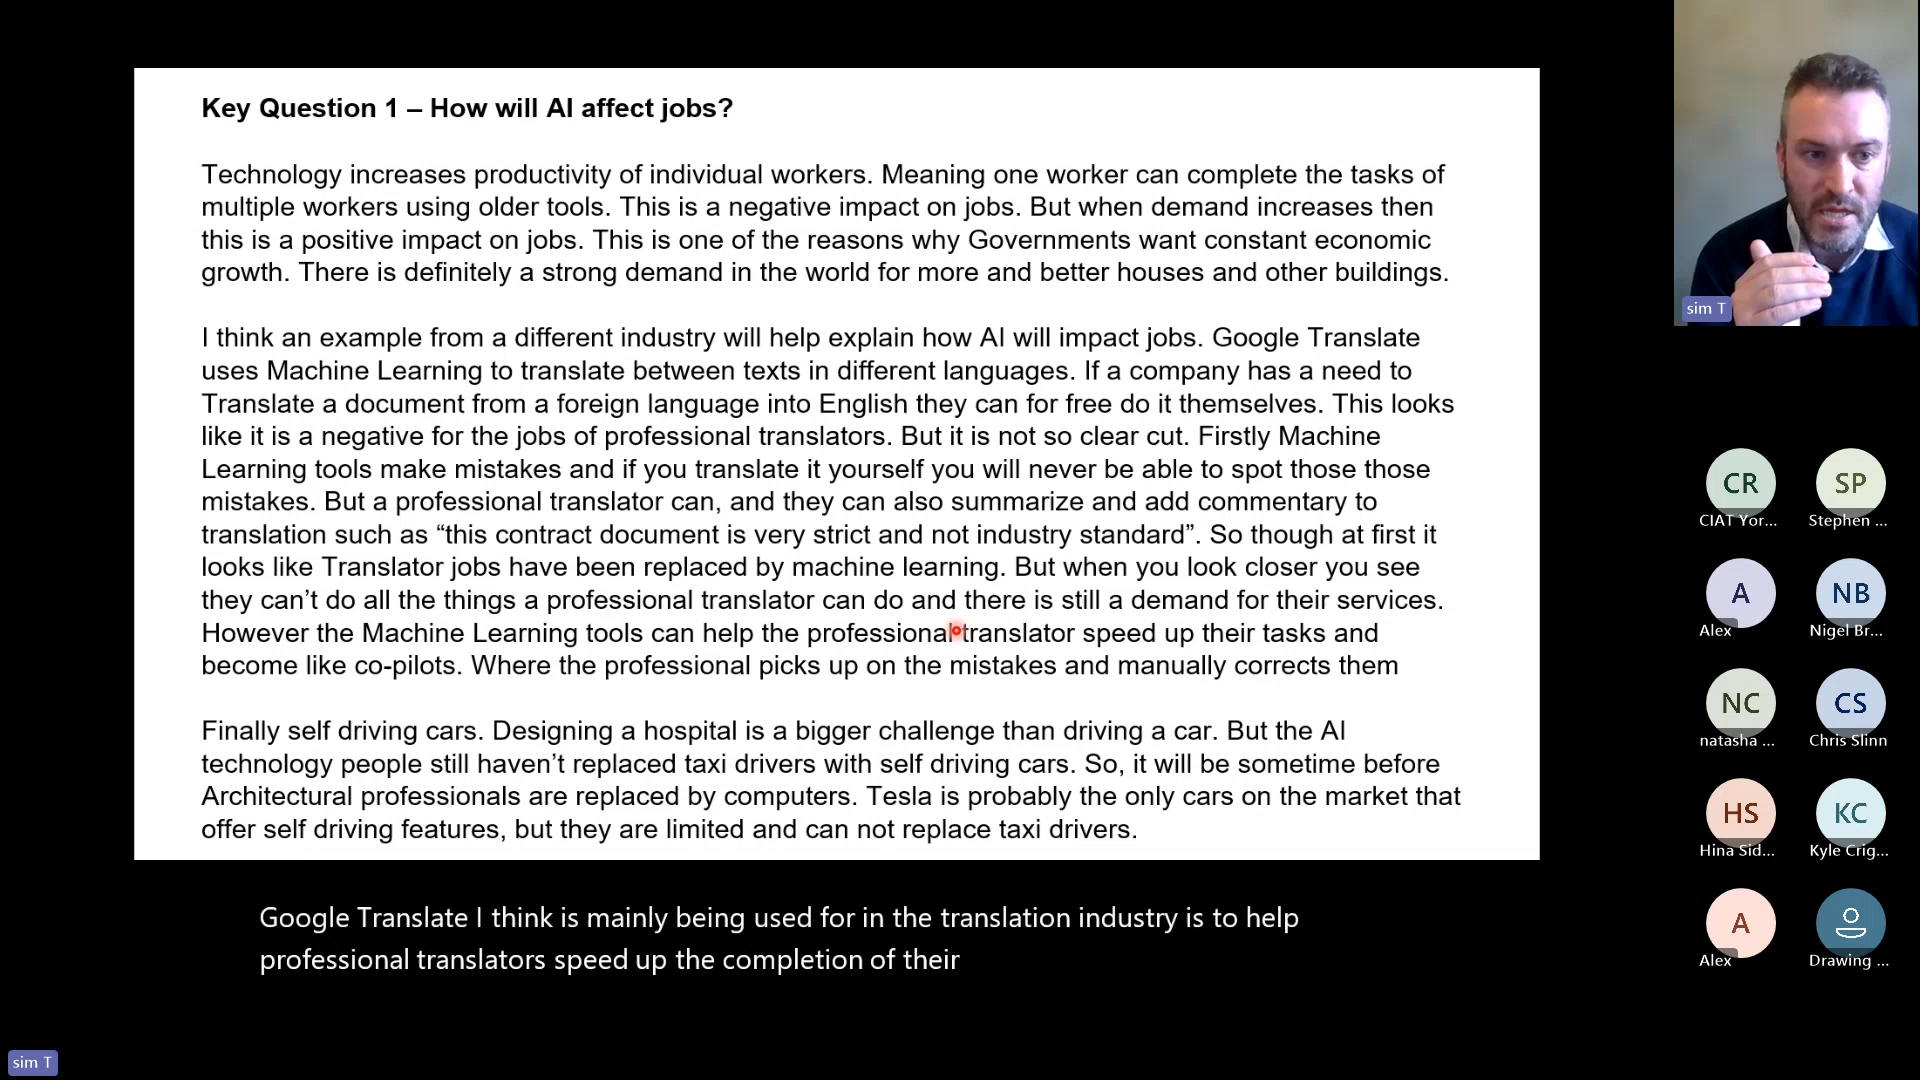 Key Question 1 – How will AI affect jobs?
Technology increases productivity of individual workers. Meaning one worker can complete the tasks of
multiple workers using older tools. This is a negative impact on jobs. But when demand increases then
this is a positive impact on jobs. This is one of the reasons why Governments want constant economic
growth. There is definitely a strong demand in the world for more and better houses and other buildings.
I think an example from a different industry will help explain how AI will impact jobs. Google Translate
uses Machine Learning to translate between texts in different languages. If a company has a need to
Translate a document from a foreign language into English they can for free do it themselves. This looks
like it is a negative for the jobs of professional translators. But it is not so clear cut. Firstly Machine
Learning tools make mistakes and if you translate it yourself you will never be able to spot those those
mistakes. But a professional translator can, and they can also summarize and add commentary to
translation such as “this contract document is very strict and not industry standard”. So though at first it
looks like Translator jobs have been replaced by machine learning. But when you look closer you see
they can’t do all the things a professional translator can do and there is still a demand for their services.
However the Machine Learning tools can help the professional translator speed up their tasks and
become like co-pilots. Where the professional picks up on the mistakes and manually corrects them
Finally self driving cars. Designing a hospital is a bigger challenge than driving a car. But the AI
technology people still haven’t replaced taxi drivers with self driving cars. So, it will be sometime before
Architectural professionals are replaced by computers. Tesla is probably the only cars on the market that
offer self driving features, but they are limited and can not replace taxi drivers.
Google Translate I think is mainly being used for in the translation industry is to help
professional translators speed up the completion of their
sim T
sim T
CR
CIAT Yor...
SP
Stephen ...
A
Alex
NB
Nigel Br...
NC
natasha ...
CS
Chris Slinn
HS
Hina Sid...
KC
Kyle Crig...
A
Alex
Drawing ...